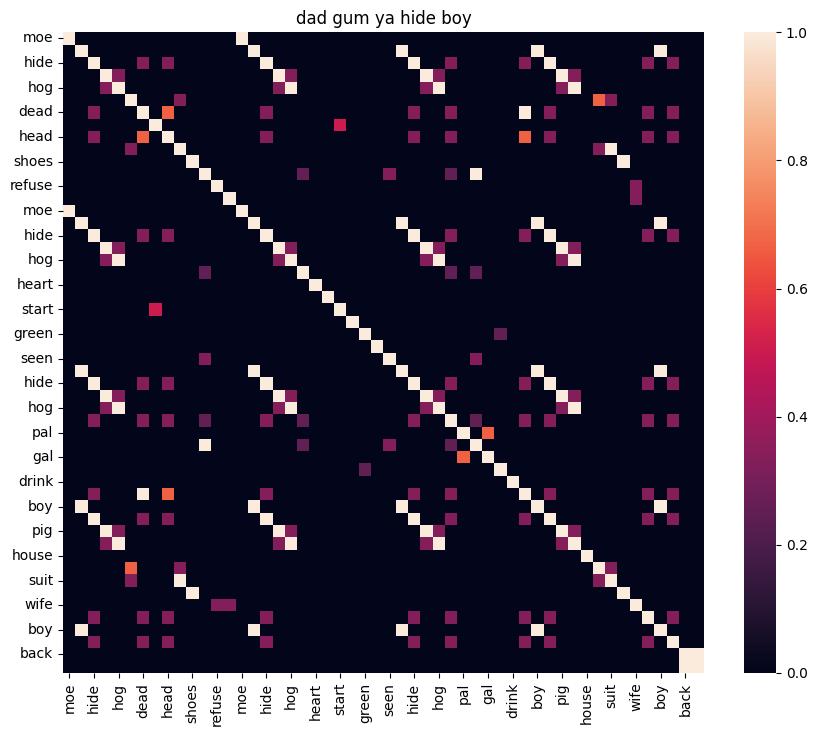 dad gum ya hide boy
moe
hide
hog
dead
head
shoes
refuse
moe
hide
hog
heart
start
green
seen
hide
hog
pal
gal
drink
boy
pig
house
suit
wife
boy
back
moe
hide
hog
dead
head
shoes
refuse
moe
hide
hog
heart
start
green
seen
hide
hog
pal
gal
drink
boy
pig
house
suit
wife
boy
back
1.0
0.8
0.6
0.4
0.2
0.0